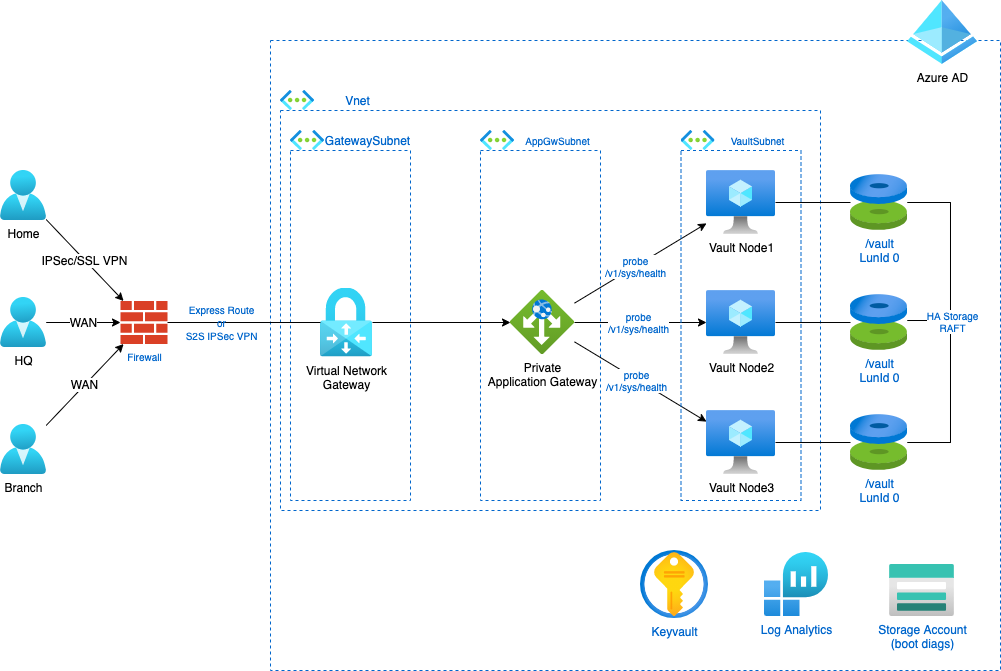 Azure AD
Vnet
GatewaySubnet
AppGwSubnet
VaultSubnet
Home
IPSec/SSL VPN
HQ
WAN
Branch
WAN
Firewall
Express Route
or
S2S IPSec VPN
Virtual Network
Gateway
Private
Application Gateway
probe
/v1/sys/health
probe
/v1/sys/health
probe
/v1/sys/health
Vault Node1
Vault Node2
Vault Node3
/vault
LunId 0
/vault
LunId 0
/vault
LunId 0
HA Storage
RAFT
Keyvault
Log Analytics
Storage Account
(boot diags)